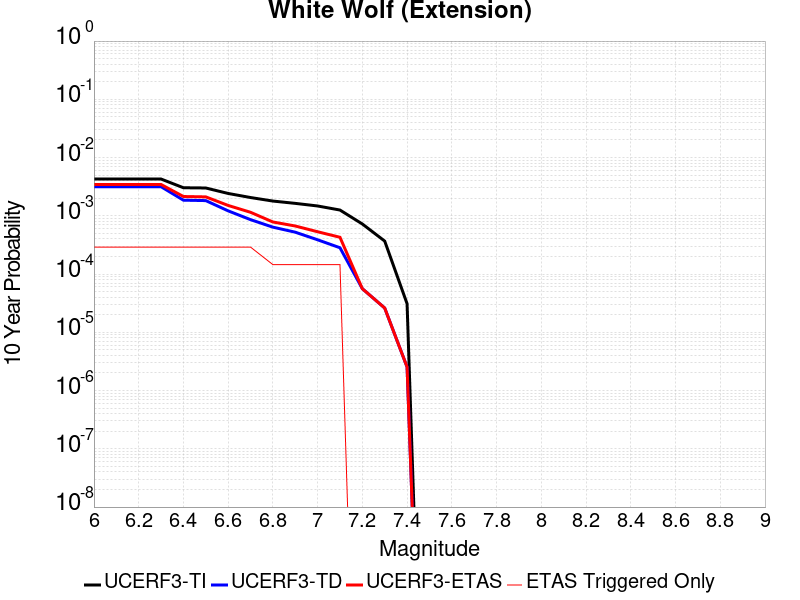 White Wolf (Extension)
10^0
10^-1
10^-2
10^-3
10^-4
10^-5
10^-6
10^-7
10^-8
10 Year Probability
6 6.2 6.4 6.6 6.8 7 7.2 7.4 7.6 7.8 8 8.2 8.4 8.6 8.8 9
Magnitude
UCERF3-TI UCERF3-TD UCERF3-ETAS ETAS Triggered Only